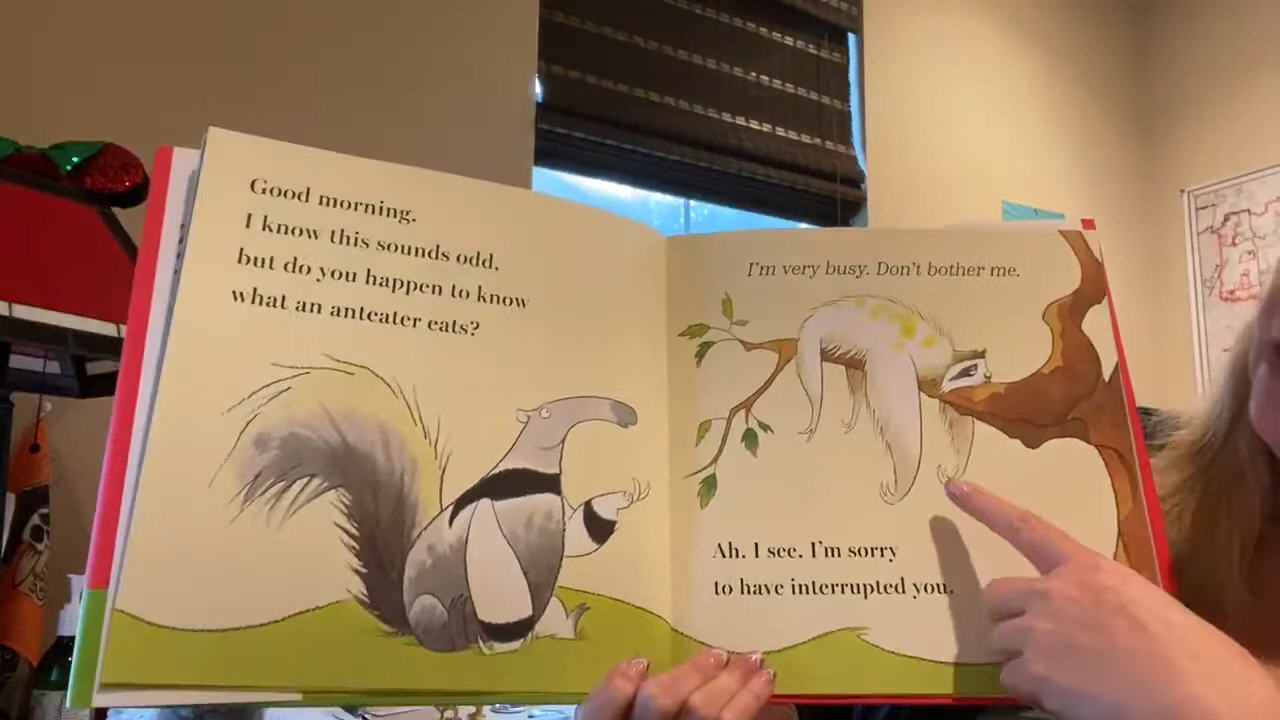 Good morning.
I know this sounds odd,
but do you happen to know
what an anteater eats?
I'm very busy. Don't bother me.
Ah. I see. I'm sorry
to have interrupted you.